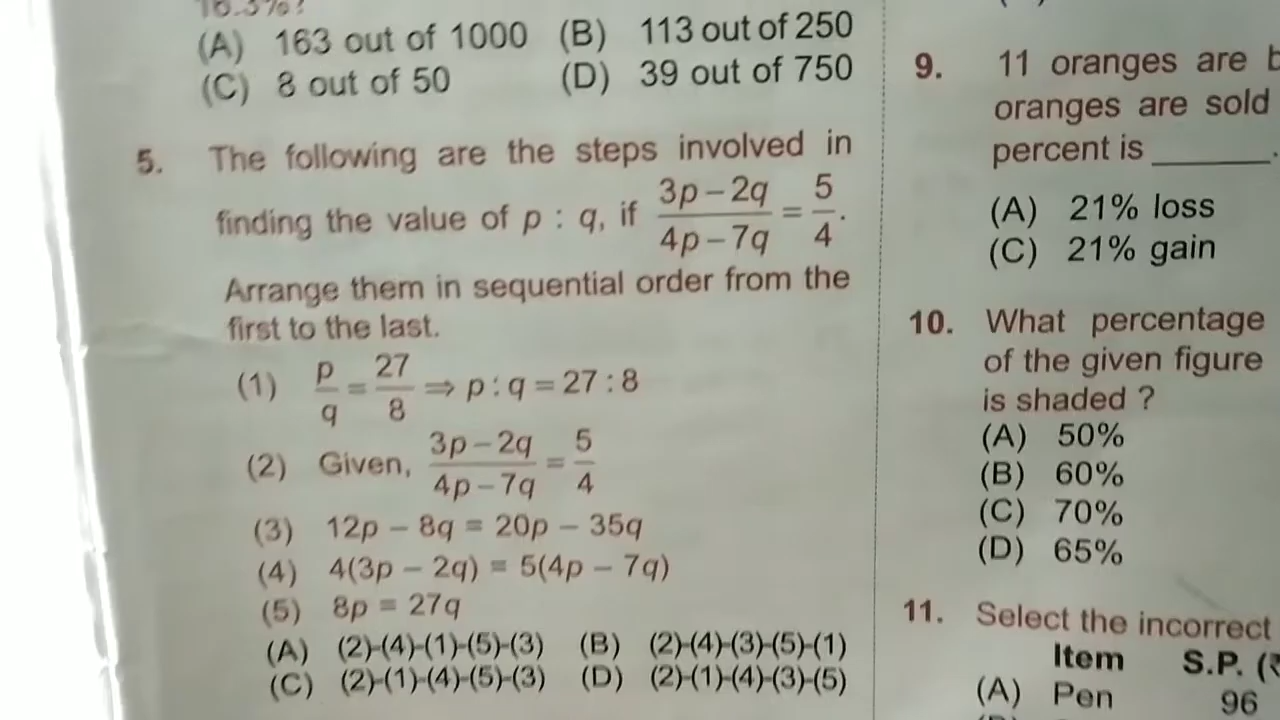 16.3%?
(A) 163 out of 1000 (B) 113 out of 250
(C) 8 out of 50 (D) 39 out of 750
5. The following are the steps involved in
finding the value of p : q, if (3p – 2q)/(4p – 7q) = 5/4.
Arrange them in sequential order from the
first to the last.
(1) p/q = 27/8 ⇒ p : q = 27 : 8
(2) Given, (3p – 2q)/(4p – 7q) = 5/4
(3) 12p – 8q = 20p – 35q
(4) 4(3p – 2q) = 5(4p – 7q)
(5) 8p = 27q
(A) (2)-(4)-(1)-(5)-(3) (B) (2)-(4)-(3)-(5)-(1)
(C) (2)-(1)-(4)-(5)-(3) (D) (2)-(1)-(4)-(3)-(5)
9. 11 oranges are
oranges are sold
percent is ______.
(A) 21% loss
(C) 21% gain
10. What percentage
of the given figure
is shaded ?
(A) 50%
(B) 60%
(C) 70%
(D) 65%
11. Select the incorrect
Item S.P. (₹
(A) Pen 96